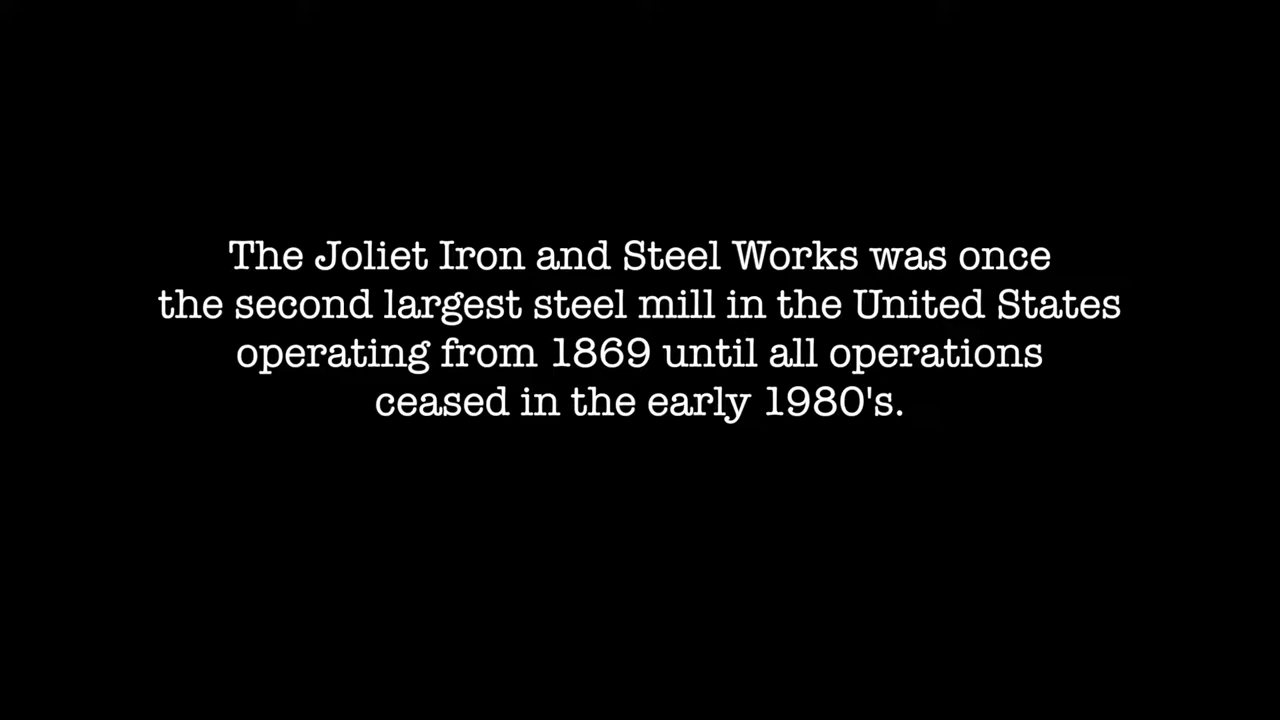 The Joliet Iron and Steel Works was once
the second largest steel mill in the United States
operating from 1869 until all operations
ceased in the early 1980's.